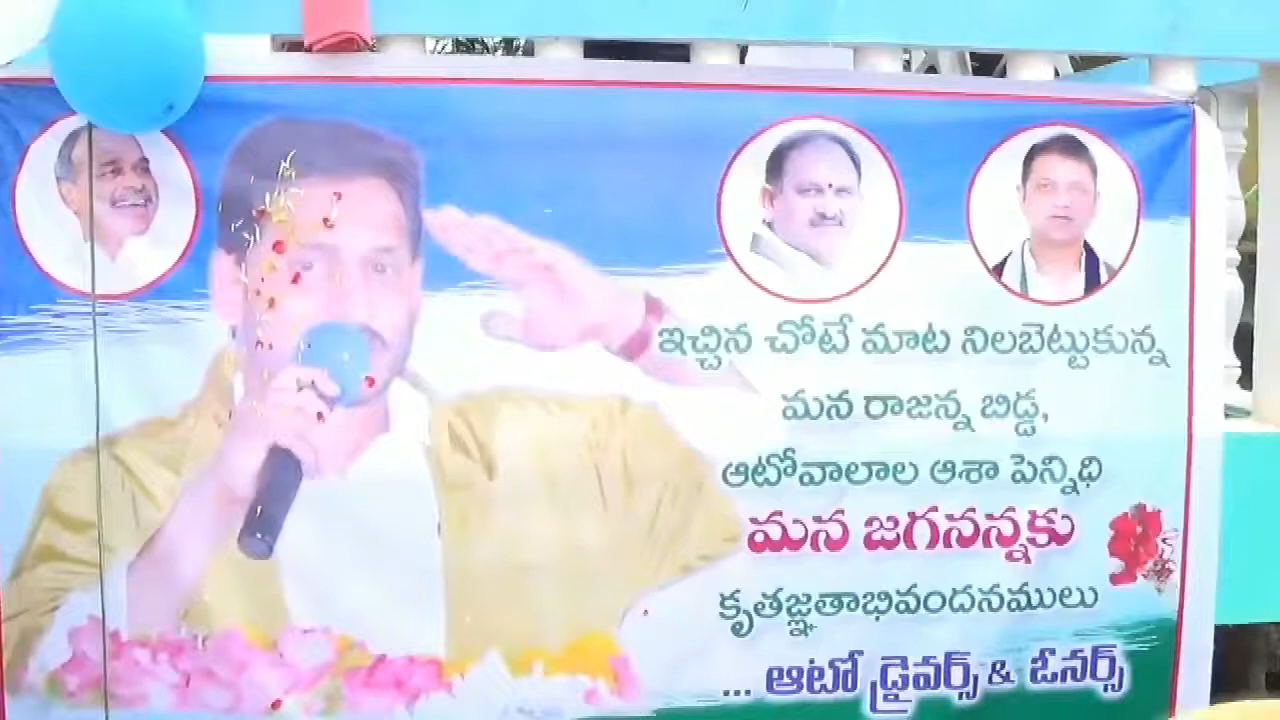 ఇచ్చిన చోటే మాట నిలబెట్టుకున్న
మన రాజన్న బిడ్డ,
ఆటోవాలాల ఆశా పెన్నిధి
మన జగనన్నకు
కృతజ్ఞతాభివందనములు
... ఆటో డ్రైవర్స్ & ఓనర్స్